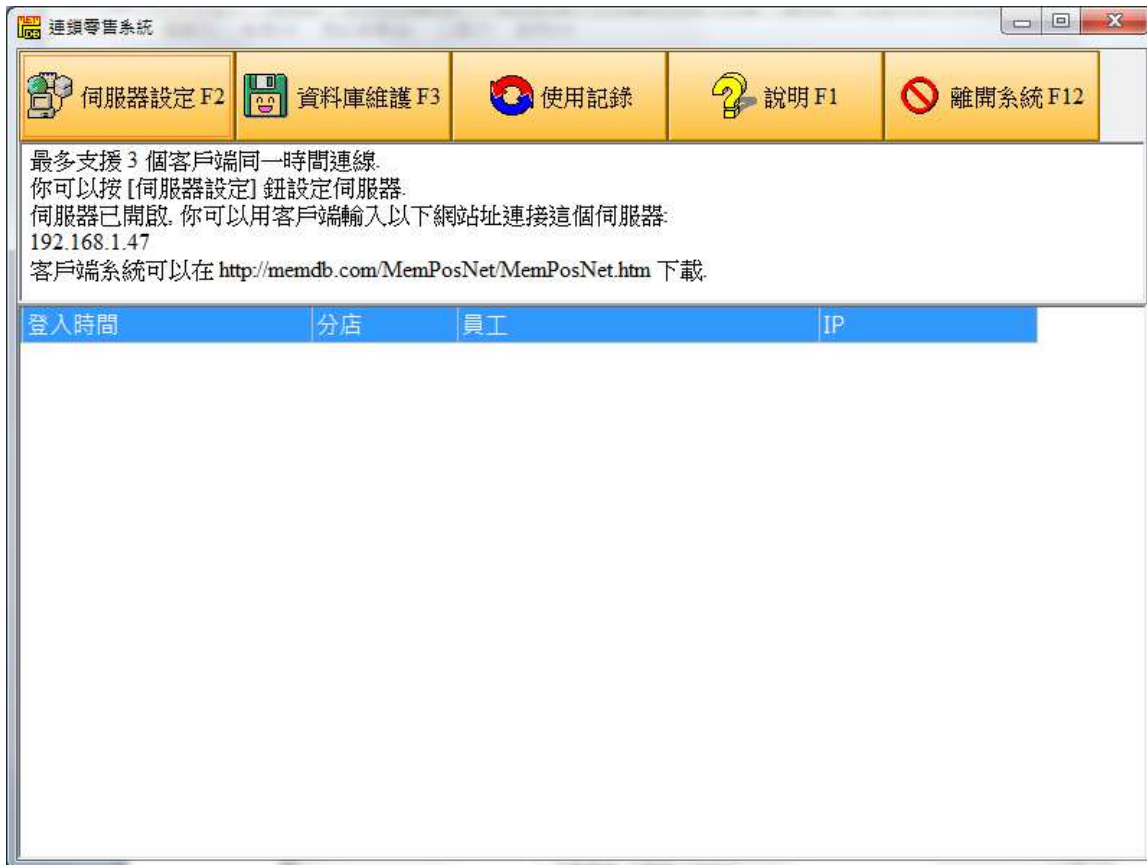 MEM
DB
連鎖零售系統
伺服器設定 F2
資料庫維護 F3
使用記錄
說明 F1
離開系統 F12
最多支援 3 個客戶端同一時間連線.
你可以按 [伺服器設定] 鈕設定伺服器.
伺服器已開啟, 你可以用客戶端輸入以下網站址連接這個伺服器:
192.168.1.47
客戶端系統可以在 http://memdb.com/MemPosNet/MemPosNet.htm 下載.
登入時間 分店 員工 IP